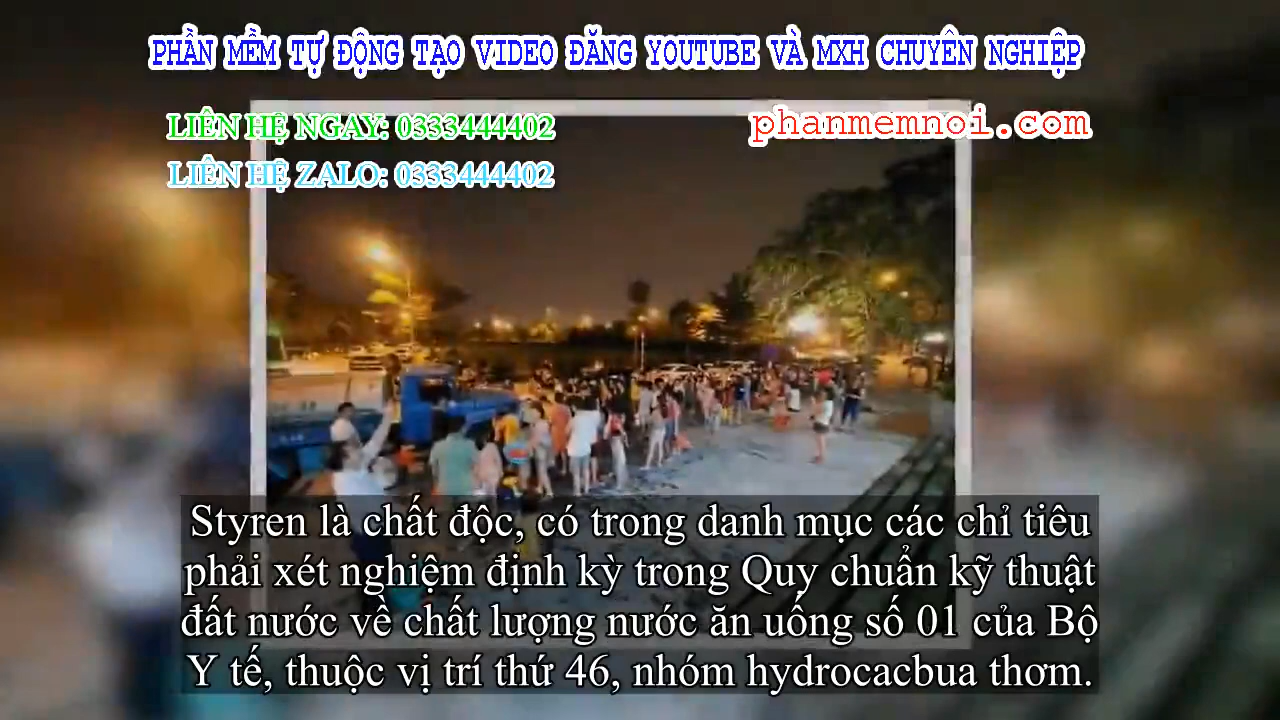 PHẦN MỀM TỰ ĐỘNG TẠO VIDEO ĐĂNG YOUTUBE VÀ MXH CHUYÊN NGHIỆP
LIÊN HỆ NGAY: 0333444402
phanmemnoi.com
LIÊN HỆ ZALO: 0333444402
Styren là chất độc, có trong danh mục các chỉ tiêu
phải xét nghiệm định kỳ trong Quy chuẩn kỹ thuật
đất nước về chất lượng nước ăn uống số 01 của Bộ
Y tế, thuộc vị trí thứ 46, nhóm hydrocacbua thơm.